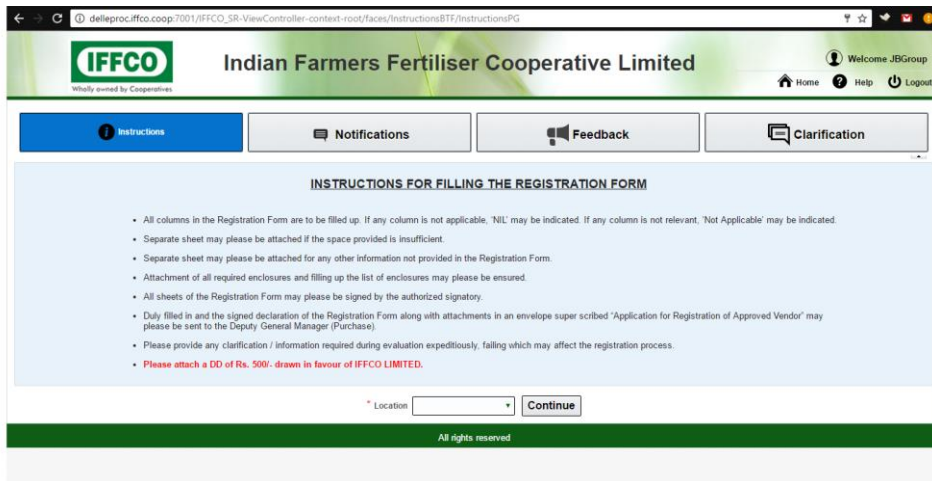 delleproc.iffco.coop:7001/IFFCO_SR-ViewController-context-root/faces/InstructionsBTF/InstructionsPG
IFFCO
Wholly owned by Cooperatives
Indian Farmers Fertiliser Cooperative Limited
Welcome JBGroup
Home Help Logout
Instructions Notifications Feedback Clarification
INSTRUCTIONS FOR FILLING THE REGISTRATION FORM
• All columns in the Registration Form are to be filled up. If any column is not applicable, 'NIL' may be indicated. If any column is not relevant, 'Not Applicable' may be indicated.
• Separate sheet may please be attached if the space provided is insufficient.
• Separate sheet may please be attached for any other information not provided in the Registration Form.
• Attachment of all required enclosures and filling up the list of enclosures may please be ensured.
• All sheets of the Registration Form may please be signed by the authorized signatory.
• Duly filled in and the signed declaration of the Registration Form along with attachments in an envelope super scribed 'Application for Registration of Approved Vendor' may
please be sent to the Deputy General Manager (Purchase).
• Please provide any clarification / information required during evaluation expeditiously, failing which may affect the registration process.
• Please attach a DD of Rs. 500/- drawn in favour of IFFCO LIMITED.
* Location Continue
All rights reserved